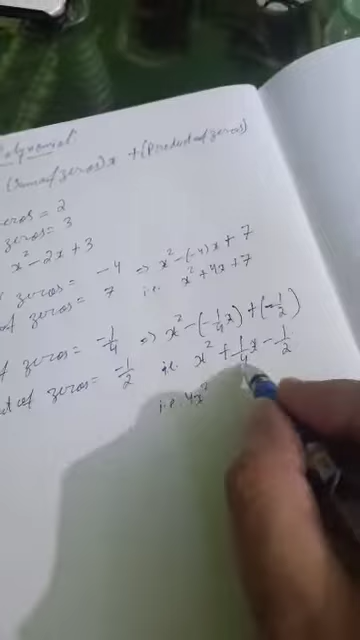 Polynomial
(Sum of zeros)x + (Product of zeros)
zeros = 2
zeros = 3
x² - 2x + 3
zeros = -4 => x² - (-4)x + 7
of zeros = 7 i.e. x² + 4x + 7
of zeros = -1/4 => x² - (-1/4x) + (-1/2)
of zeros = -1/2 i.e. x² + 1/4x - 1/2
i.e. 4x²